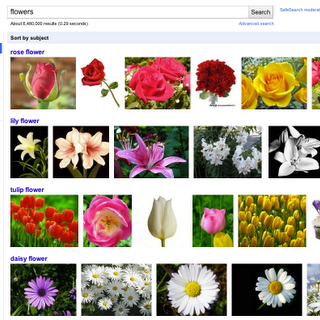 flowers
Search
SafeSearch moderat
About 8,480,000 results (0.29 seconds)
Advanced search
Sort by subject
rose flower
lily flower
tulip flower
daisy flower